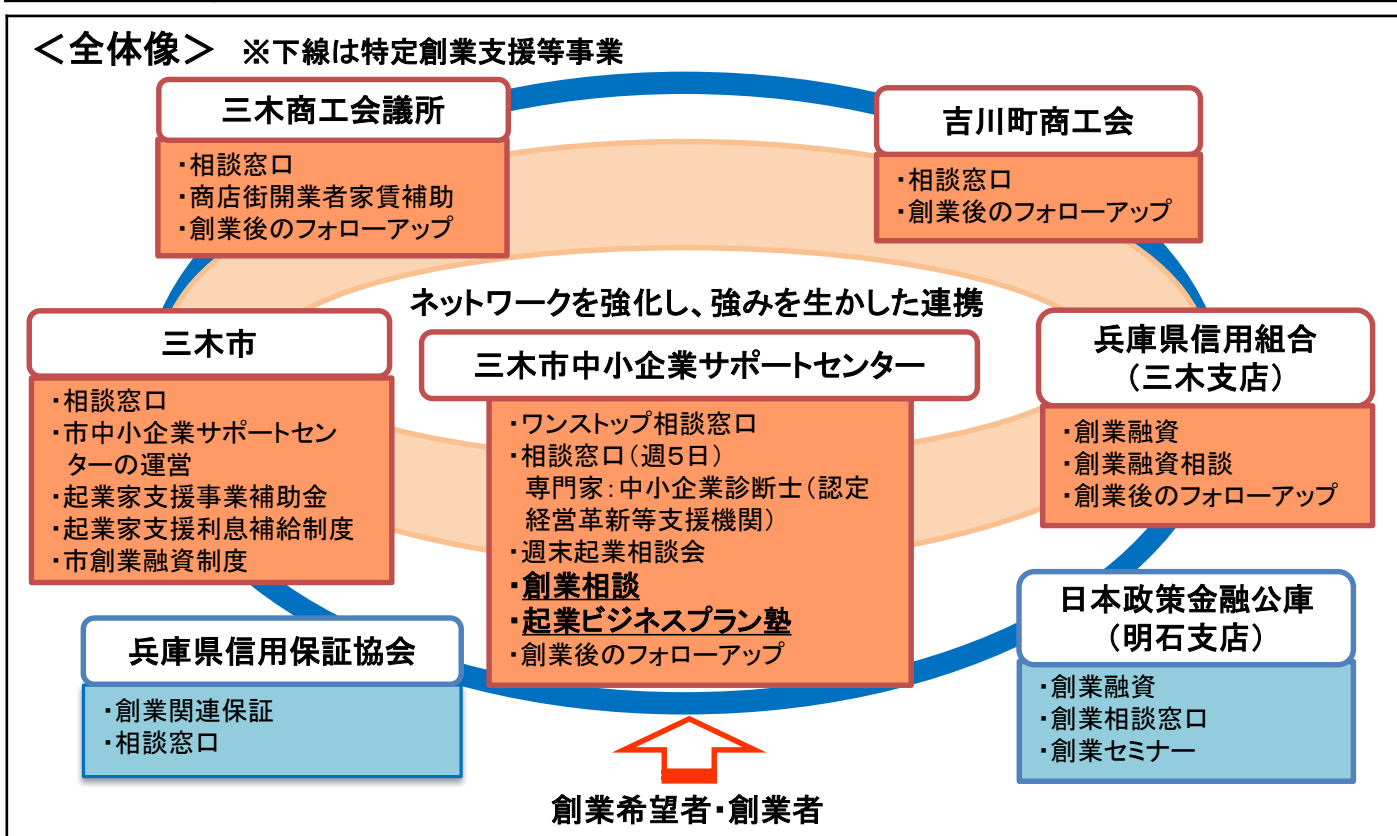 ＜全体像＞ ※下線は特定創業支援等事業
三木商工会議所
・相談窓口
・商店街開業者家賃補助
・創業後のフォローアップ
吉川町商工会
・相談窓口
・創業後のフォローアップ
ネットワークを強化し、強みを生かした連携
三木市
・相談窓口
・市中小企業サポートセン
ターの運営
・起業家支援事業補助金
・起業家支援利息補給制度
・市創業融資制度
三木市中小企業サポートセンター
・ワンストップ相談窓口
・相談窓口（週５日）
専門家：中小企業診断士（認定
経営革新等支援機関）
・週末起業相談会
・創業相談
・起業ビジネスプラン塾
・創業後のフォローアップ
兵庫県信用組合
（三木支店）
・創業融資
・創業融資相談
・創業後のフォローアップ
兵庫県信用保証協会
・創業関連保証
・相談窓口
日本政策金融公庫
（明石支店）
・創業融資
・創業相談窓口
・創業セミナー
創業希望者・創業者